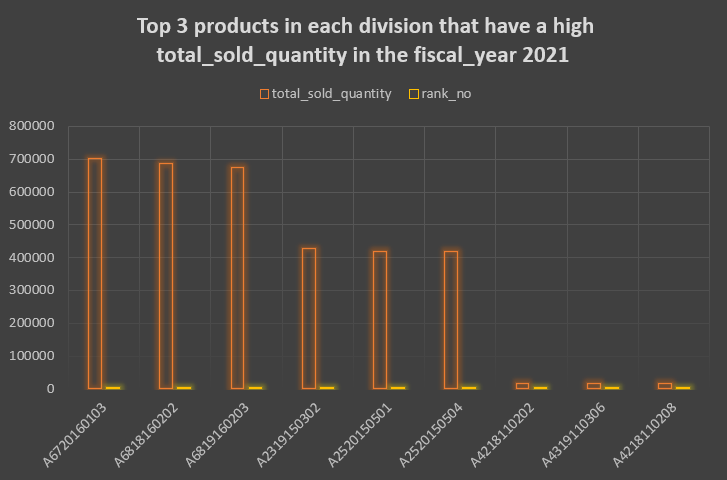 Top 3 products in each division that have a high
total_sold_quantity in the fiscal_year 2021
total_sold_quantity rank_no
800000
700000
600000
500000
400000
300000
200000
100000
0
A6720160103
A6818160202
A6819160203
A2319150302
A2520150501
A2520150504
A4218110202
A4319110306
A4218110208